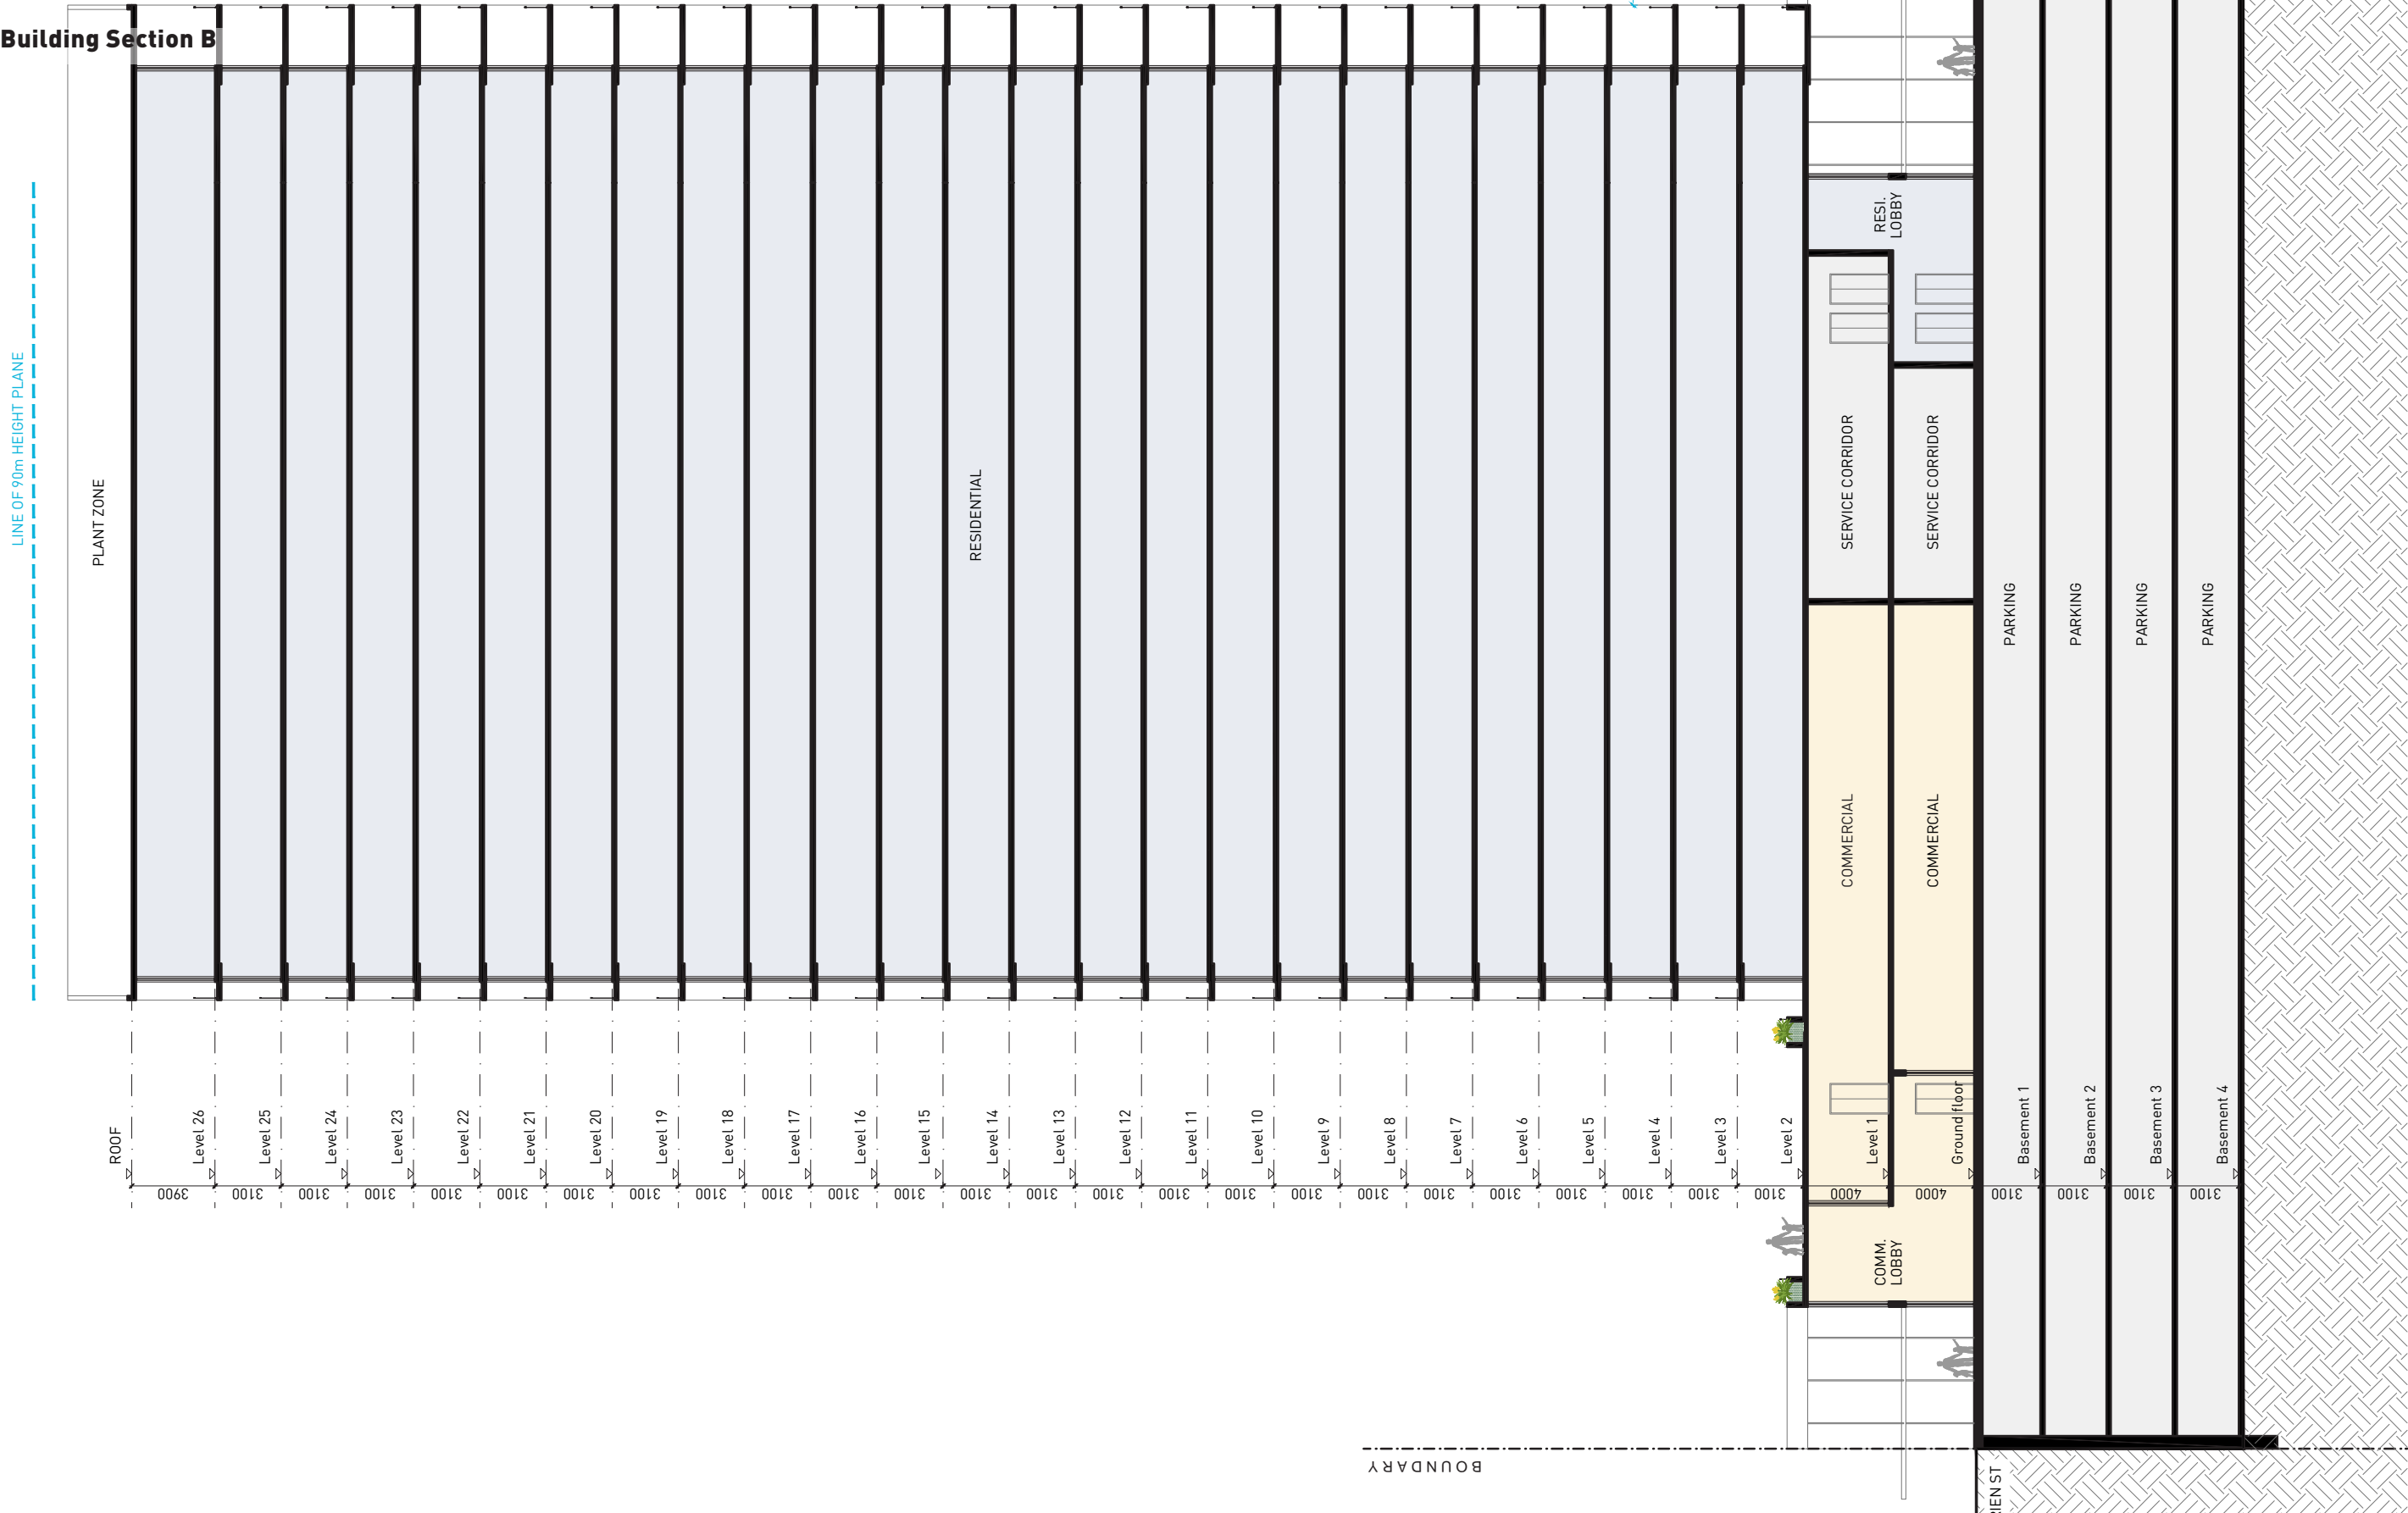 Building Section B
LINE OF 90m HEIGHT PLANE
PLANT ZONE
RESIDENTIAL
RESI.
LOBBY
SERVICE CORRIDOR
SERVICE CORRIDOR
COMMERCIAL
COMMERCIAL
COMM.
LOBBY
PARKING
PARKING
PARKING
PARKING
ROOF
3900
Level 26
3100
Level 25
3100
Level 24
3100
Level 23
3100
Level 22
3100
Level 21
3100
Level 20
3100
Level 19
3100
Level 18
3100
Level 17
3100
Level 16
3100
Level 15
3100
Level 14
3100
Level 13
3100
Level 12
3100
Level 11
3100
Level 10
3100
Level 9
3100
Level 8
3100
Level 7
3100
Level 6
3100
Level 5
3100
Level 4
3100
Level 3
3100
Level 2
4000
Level 1
4000
Ground floor
3100
Basement 1
3100
Basement 2
3100
Basement 3
3100
Basement 4
BOUNDARY
RIEN ST